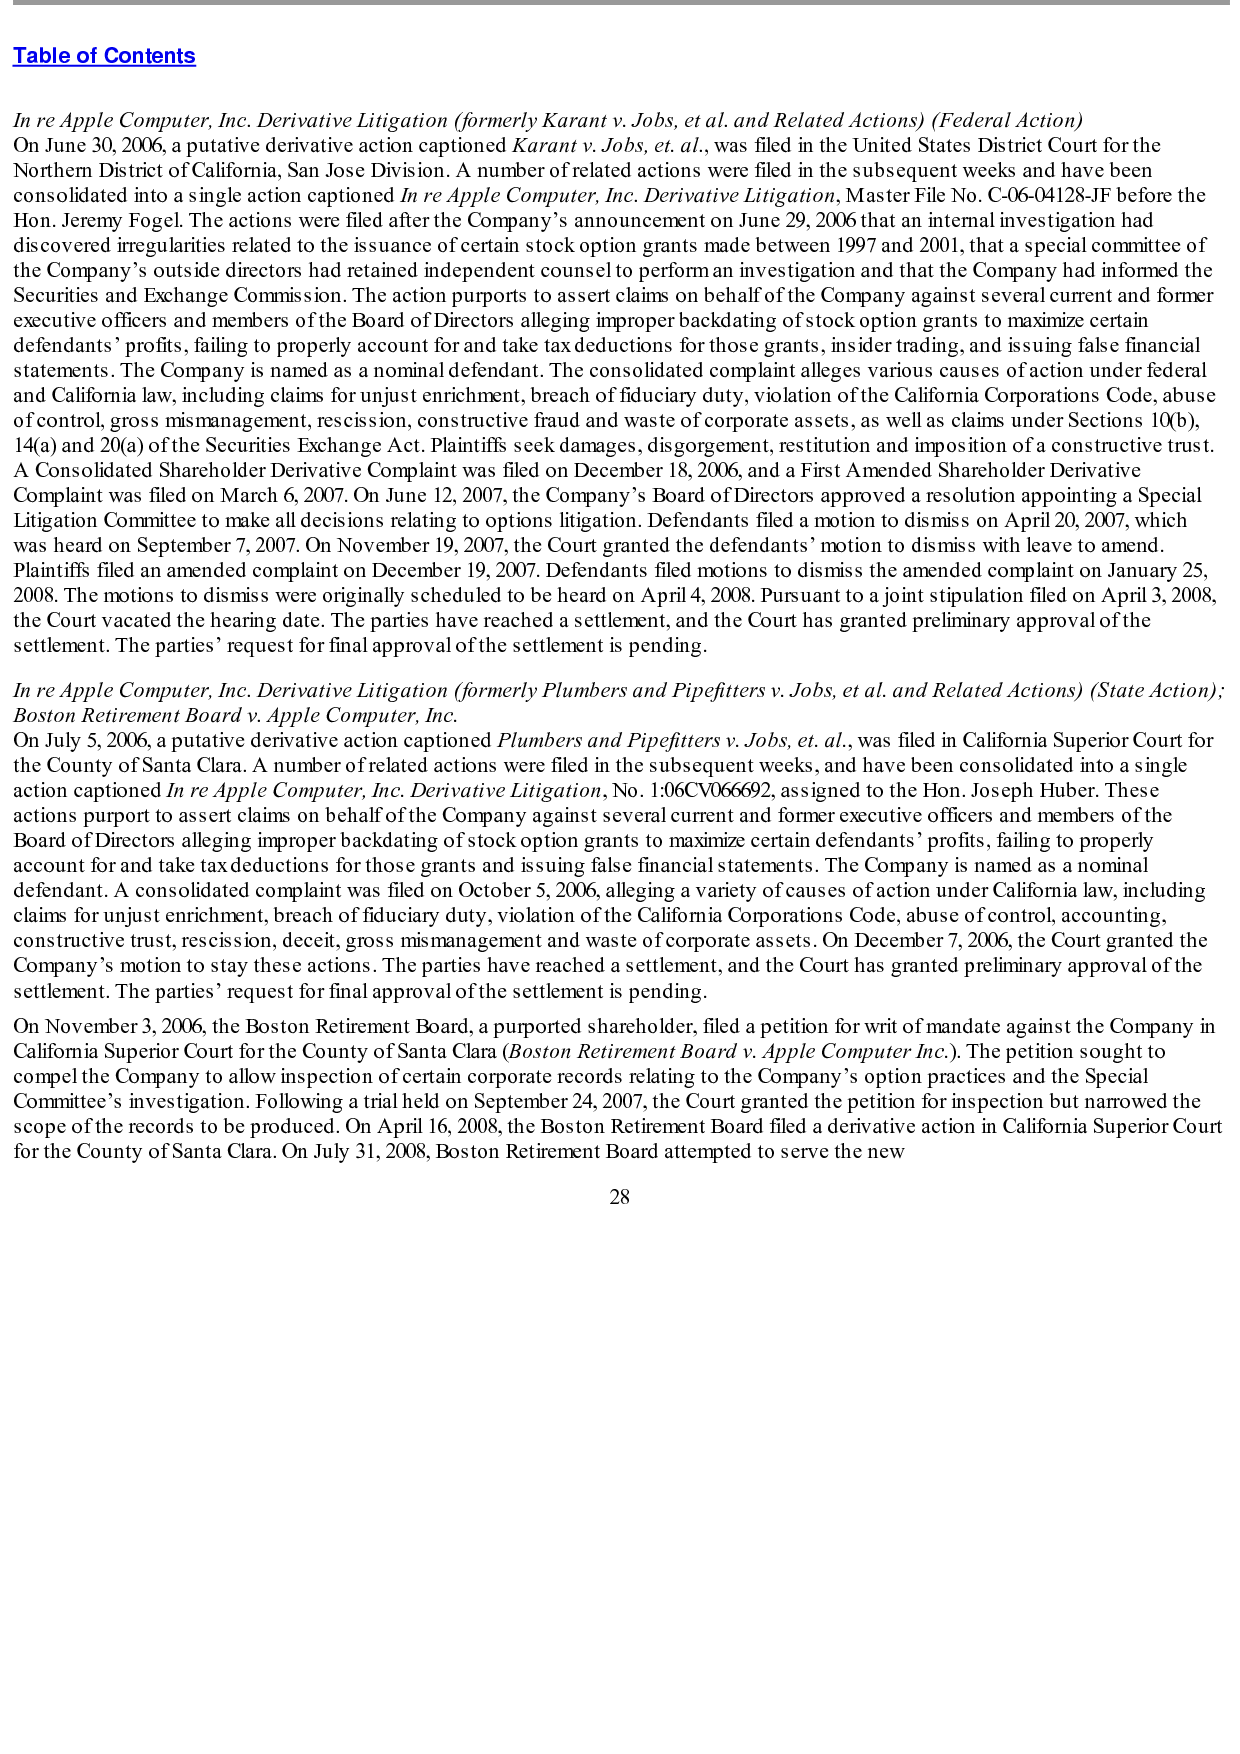 Table of Contents
In re Apple Computer, Inc. Derivative Litigation (formerly Karant v. Jobs, et al. and Related Actions) (Federal Action)
On June 30, 2006, a putative derivative action captioned Karant v. Jobs, et. al., was filed in the United States District Court for the
Northern District of California, San Jose Division. A number of related actions were filed in the subsequent weeks and have been
consolidated into a single action captioned In re Apple Computer, Inc. Derivative Litigation, Master File No. C-06-04128-JF before the
Hon. Jeremy Fogel. The actions were filed after the Company’s announcement on June 29, 2006 that an internal investigation had
discovered irregularities related to the issuance of certain stock option grants made between 1997 and 2001, that a special committee of
the Company’s outside directors had retained independent counsel to perform an investigation and that the Company had informed the
Securities and Exchange Commission. The action purports to assert claims on behalf of the Company against several current and former
executive officers and members of the Board of Directors alleging improper backdating of stock option grants to maximize certain
defendants’ profits, failing to properly account for and take tax deductions for those grants, insider trading, and issuing false financial
statements. The Company is named as a nominal defendant. The consolidated complaint alleges various causes of action under federal
and California law, including claims for unjust enrichment, breach of fiduciary duty, violation of the California Corporations Code, abuse
of control, gross mismanagement, rescission, constructive fraud and waste of corporate assets, as well as claims under Sections 10(b),
14(a) and 20(a) of the Securities Exchange Act. Plaintiffs seek damages, disgorgement, restitution and imposition of a constructive trust.
A Consolidated Shareholder Derivative Complaint was filed on December 18, 2006, and a First Amended Shareholder Derivative
Complaint was filed on March 6, 2007. On June 12, 2007, the Company’s Board of Directors approved a resolution appointing a Special
Litigation Committee to make all decisions relating to options litigation. Defendants filed a motion to dismiss on April 20, 2007, which
was heard on September 7, 2007. On November 19, 2007, the Court granted the defendants’ motion to dismiss with leave to amend.
Plaintiffs filed an amended complaint on December 19, 2007. Defendants filed motions to dismiss the amended complaint on January 25,
2008. The motions to dismiss were originally scheduled to be heard on April 4, 2008. Pursuant to a joint stipulation filed on April 3, 2008,
the Court vacated the hearing date. The parties have reached a settlement, and the Court has granted preliminary approval of the
settlement. The parties’ request for final approval of the settlement is pending.
In re Apple Computer, Inc. Derivative Litigation (formerly Plumbers and Pipefitters v. Jobs, et al. and Related Actions) (State Action);
Boston Retirement Board v. Apple Computer, Inc.
On July 5, 2006, a putative derivative action captioned Plumbers and Pipefitters v. Jobs, et. al., was filed in California Superior Court for
the County of Santa Clara. A number of related actions were filed in the subsequent weeks, and have been consolidated into a single
action captioned In re Apple Computer, Inc. Derivative Litigation, No. 1:06CV066692, assigned to the Hon. Joseph Huber. These
actions purport to assert claims on behalf of the Company against several current and former executive officers and members of the
Board of Directors alleging improper backdating of stock option grants to maximize certain defendants’ profits, failing to properly
account for and take tax deductions for those grants and issuing false financial statements. The Company is named as a nominal
defendant. A consolidated complaint was filed on October 5, 2006, alleging a variety of causes of action under California law, including
claims for unjust enrichment, breach of fiduciary duty, violation of the California Corporations Code, abuse of control, accounting,
constructive trust, rescission, deceit, gross mismanagement and waste of corporate assets. On December 7, 2006, the Court granted the
Company’s motion to stay these actions. The parties have reached a settlement, and the Court has granted preliminary approval of the
settlement. The parties’ request for final approval of the settlement is pending.
On November 3, 2006, the Boston Retirement Board, a purported shareholder, filed a petition for writ of mandate against the Company in
California Superior Court for the County of Santa Clara (Boston Retirement Board v. Apple Computer Inc.). The petition sought to
compel the Company to allow inspection of certain corporate records relating to the Company’s option practices and the Special
Committee’s investigation. Following a trial held on September 24, 2007, the Court granted the petition for inspection but narrowed the
scope of the records to be produced. On April 16, 2008, the Boston Retirement Board filed a derivative action in California Superior Court
for the County of Santa Clara. On July 31, 2008, Boston Retirement Board attempted to serve the new
28